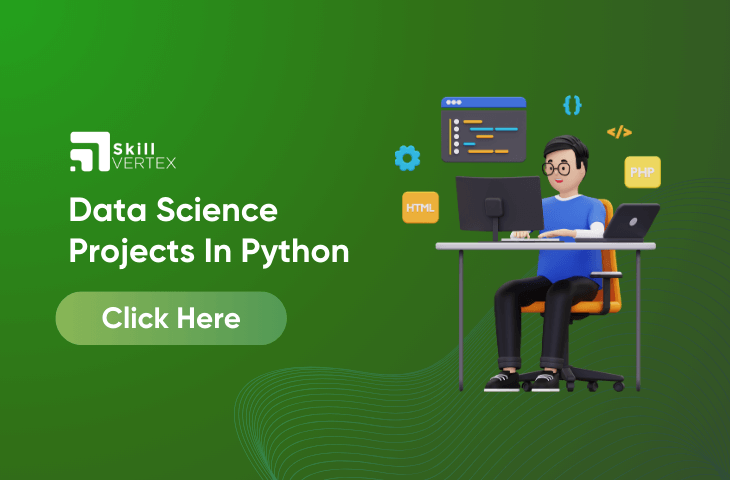 Skill
VERTEX
Data Science
Projects In Python
Click Here
HTML
PHP
{}
</>